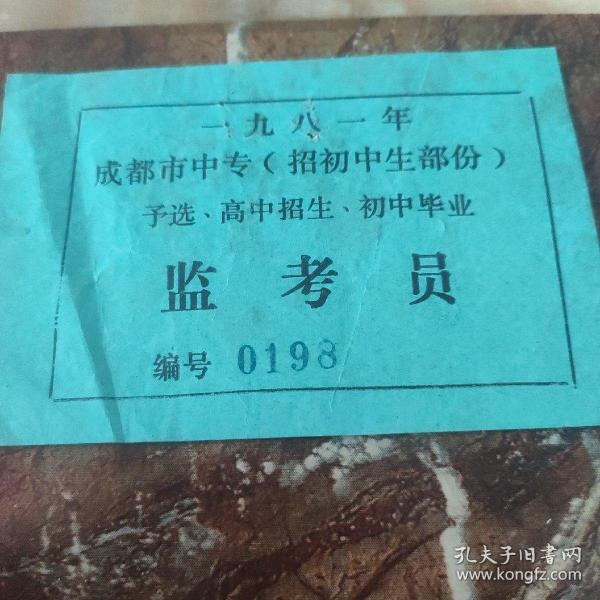 一九八一年
成都市中专（招初中生部份）
予选、高中招生、初中毕业
监考员
编号 0198
孔夫子旧书网
www.kongfz.com